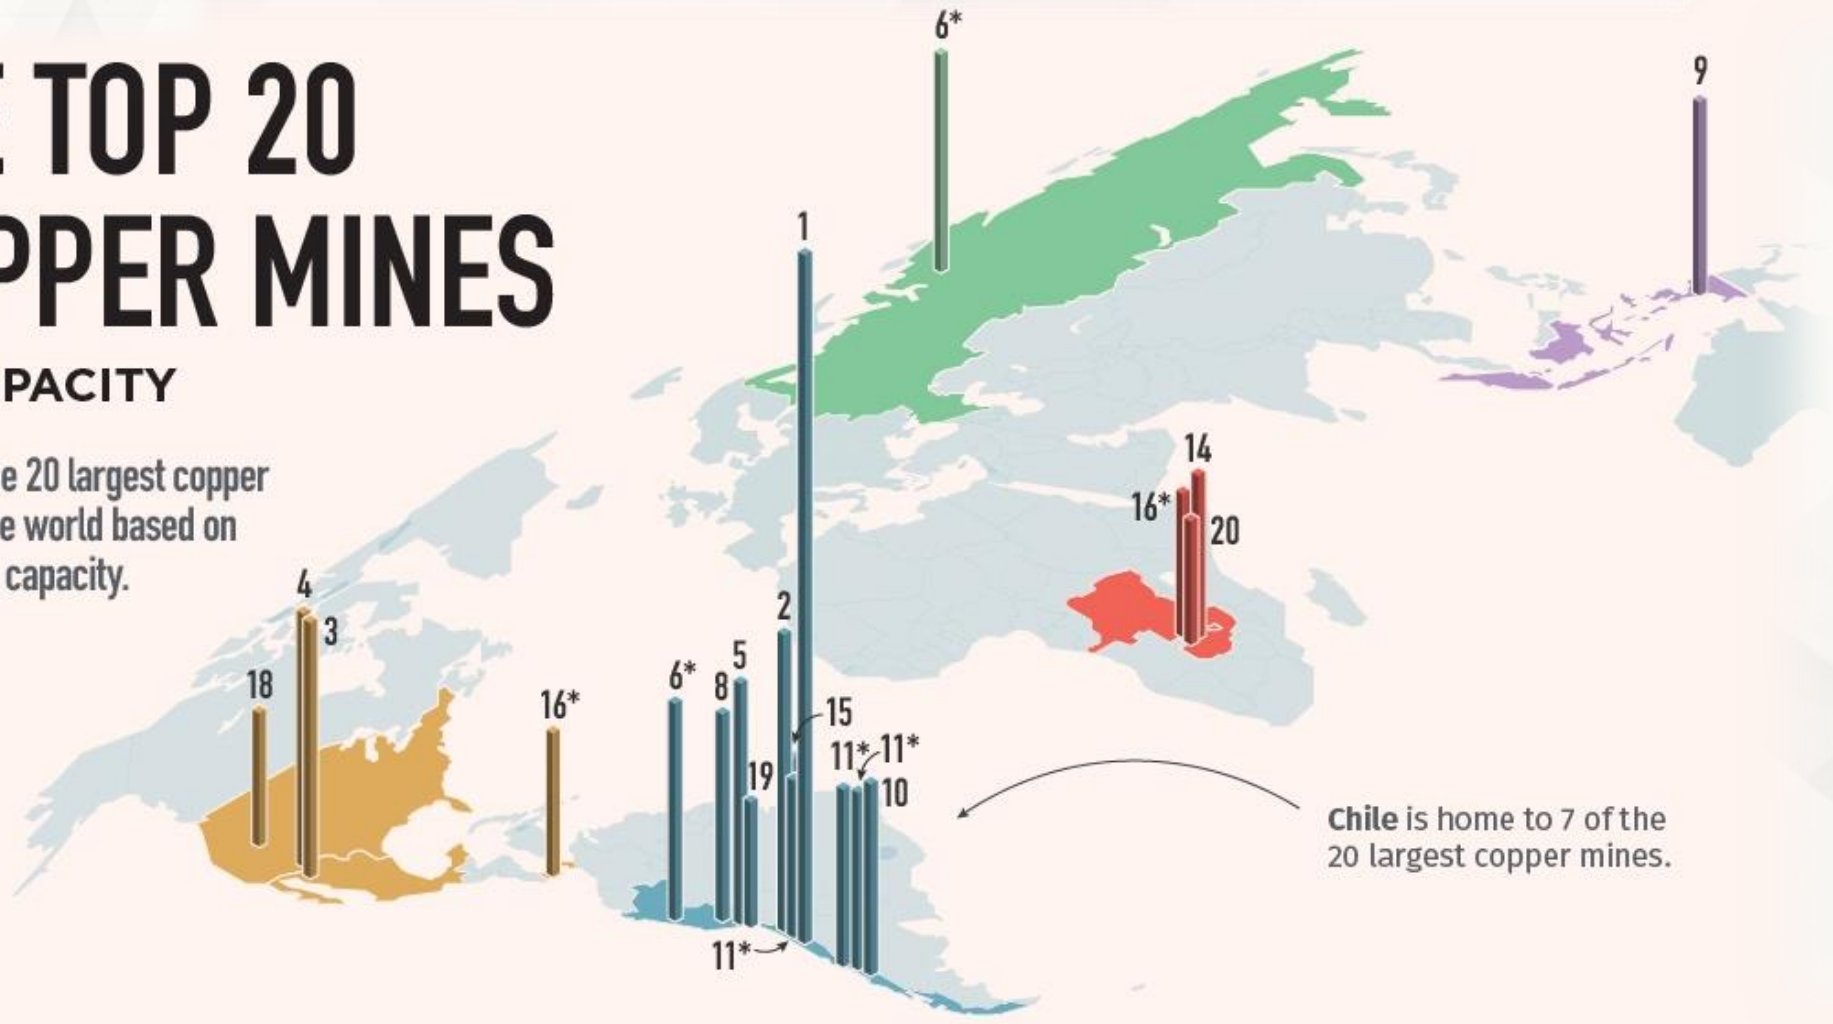 TOP 20
PPER MINES
PACITY
e 20 largest copper
e world based on
capacity.
6*
9
1
14
16*
20
4
3
18
16*
2
5
6*
8
15
11*
11*
19
10
11*
Chile is home to 7 of the
20 largest copper mines.